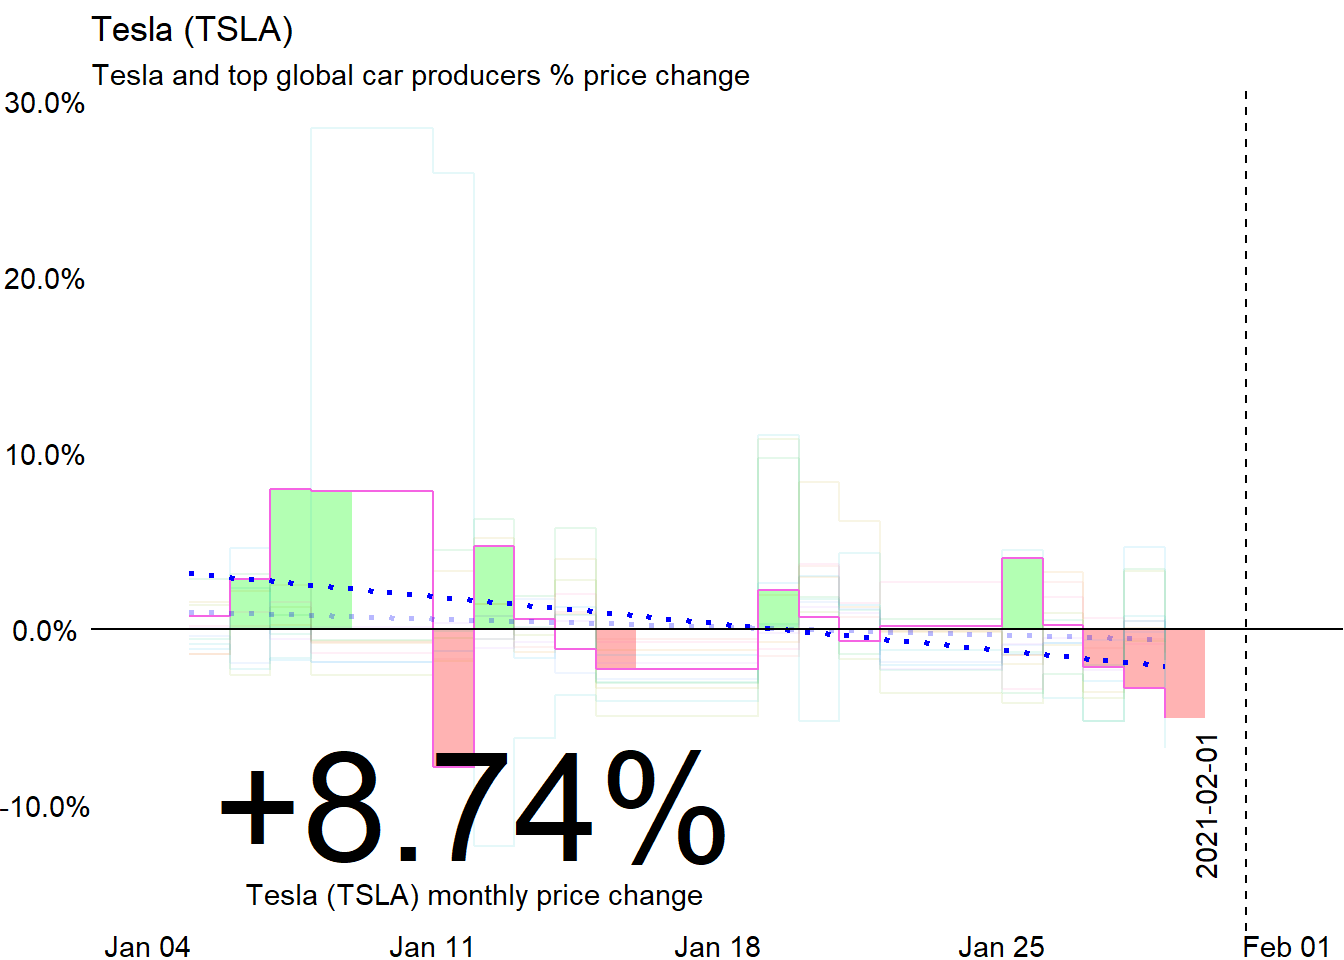 Tesla (TSLA)
Tesla and top global car producers % price change
30.0%
20.0%
10.0%
0.0%
-10.0%
+8.74%
Tesla (TSLA) monthly price change
2021-02-01
Jan 04
Jan 11
Jan 18
Jan 25
Feb 01